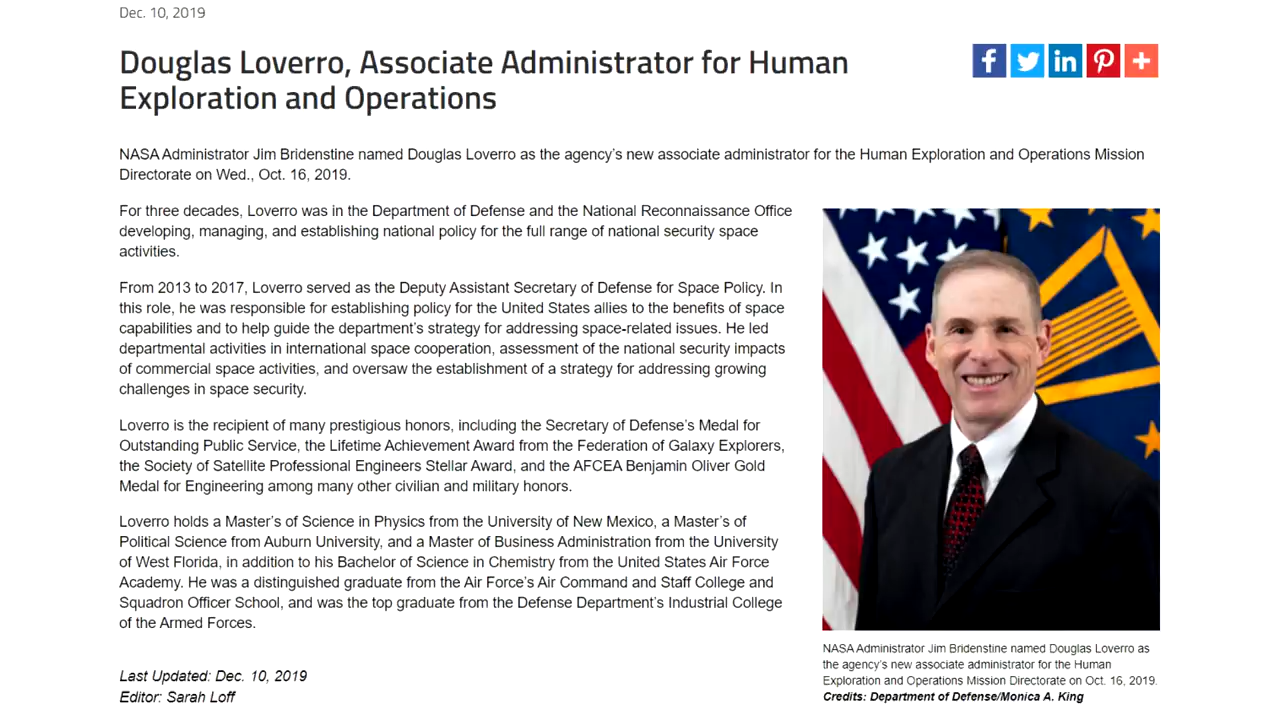 Dec. 10, 2019
Douglas Loverro, Associate Administrator for Human
Exploration and Operations
NASA Administrator Jim Bridenstine named Douglas Loverro as the agency's new associate administrator for the Human Exploration and Operations Mission
Directorate on Wed., Oct. 16, 2019.
For three decades, Loverro was in the Department of Defense and the National Reconnaissance Office
developing, managing, and establishing national policy for the full range of national security space
activities.
From 2013 to 2017, Loverro served as the Deputy Assistant Secretary of Defense for Space Policy. In
this role, he was responsible for establishing policy for the United States allies to the benefits of space
capabilities and to help guide the department's strategy for addressing space-related issues. He led
departmental activities in international space cooperation, assessment of the national security impacts
of commercial space activities, and oversaw the establishment of a strategy for addressing growing
challenges in space security.
Loverro is the recipient of many prestigious honors, including the Secretary of Defense's Medal for
Outstanding Public Service, the Lifetime Achievement Award from the Federation of Galaxy Explorers,
the Society of Satellite Professional Engineers Stellar Award, and the AFCEA Benjamin Oliver Gold
Medal for Engineering among many other civilian and military honors.
Loverro holds a Master's of Science in Physics from the University of New Mexico, a Master's of
Political Science from Auburn University, and a Master of Business Administration from the University
of West Florida, in addition to his Bachelor of Science in Chemistry from the United States Air Force
Academy. He was a distinguished graduate from the Air Force's Air Command and Staff College and
Squadron Officer School, and was the top graduate from the Defense Department's Industrial College
of the Armed Forces.
NASA Administrator Jim Bridenstine named Douglas Loverro as
the agency's new associate administrator for the Human
Exploration and Operations Mission Directorate on Oct. 16, 2019.
Credits: Department of Defense/Monica A. King
Last Updated: Dec. 10, 2019
Editor: Sarah Loff